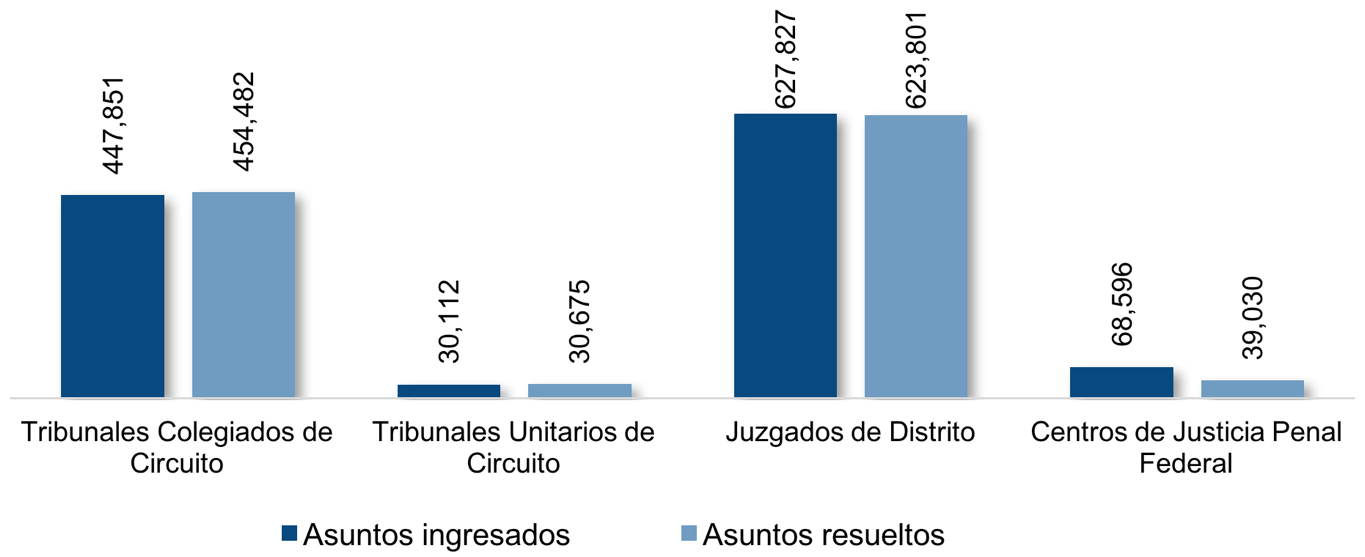 447,851
454,482
30,112
30,675
627,827
623,801
68,596
39,030
Tribunales Colegiados de
Circuito
Tribunales Unitarios de
Circuito
Juzgados de Distrito
Centros de Justicia Penal
Federal
Asuntos ingresados
Asuntos resueltos